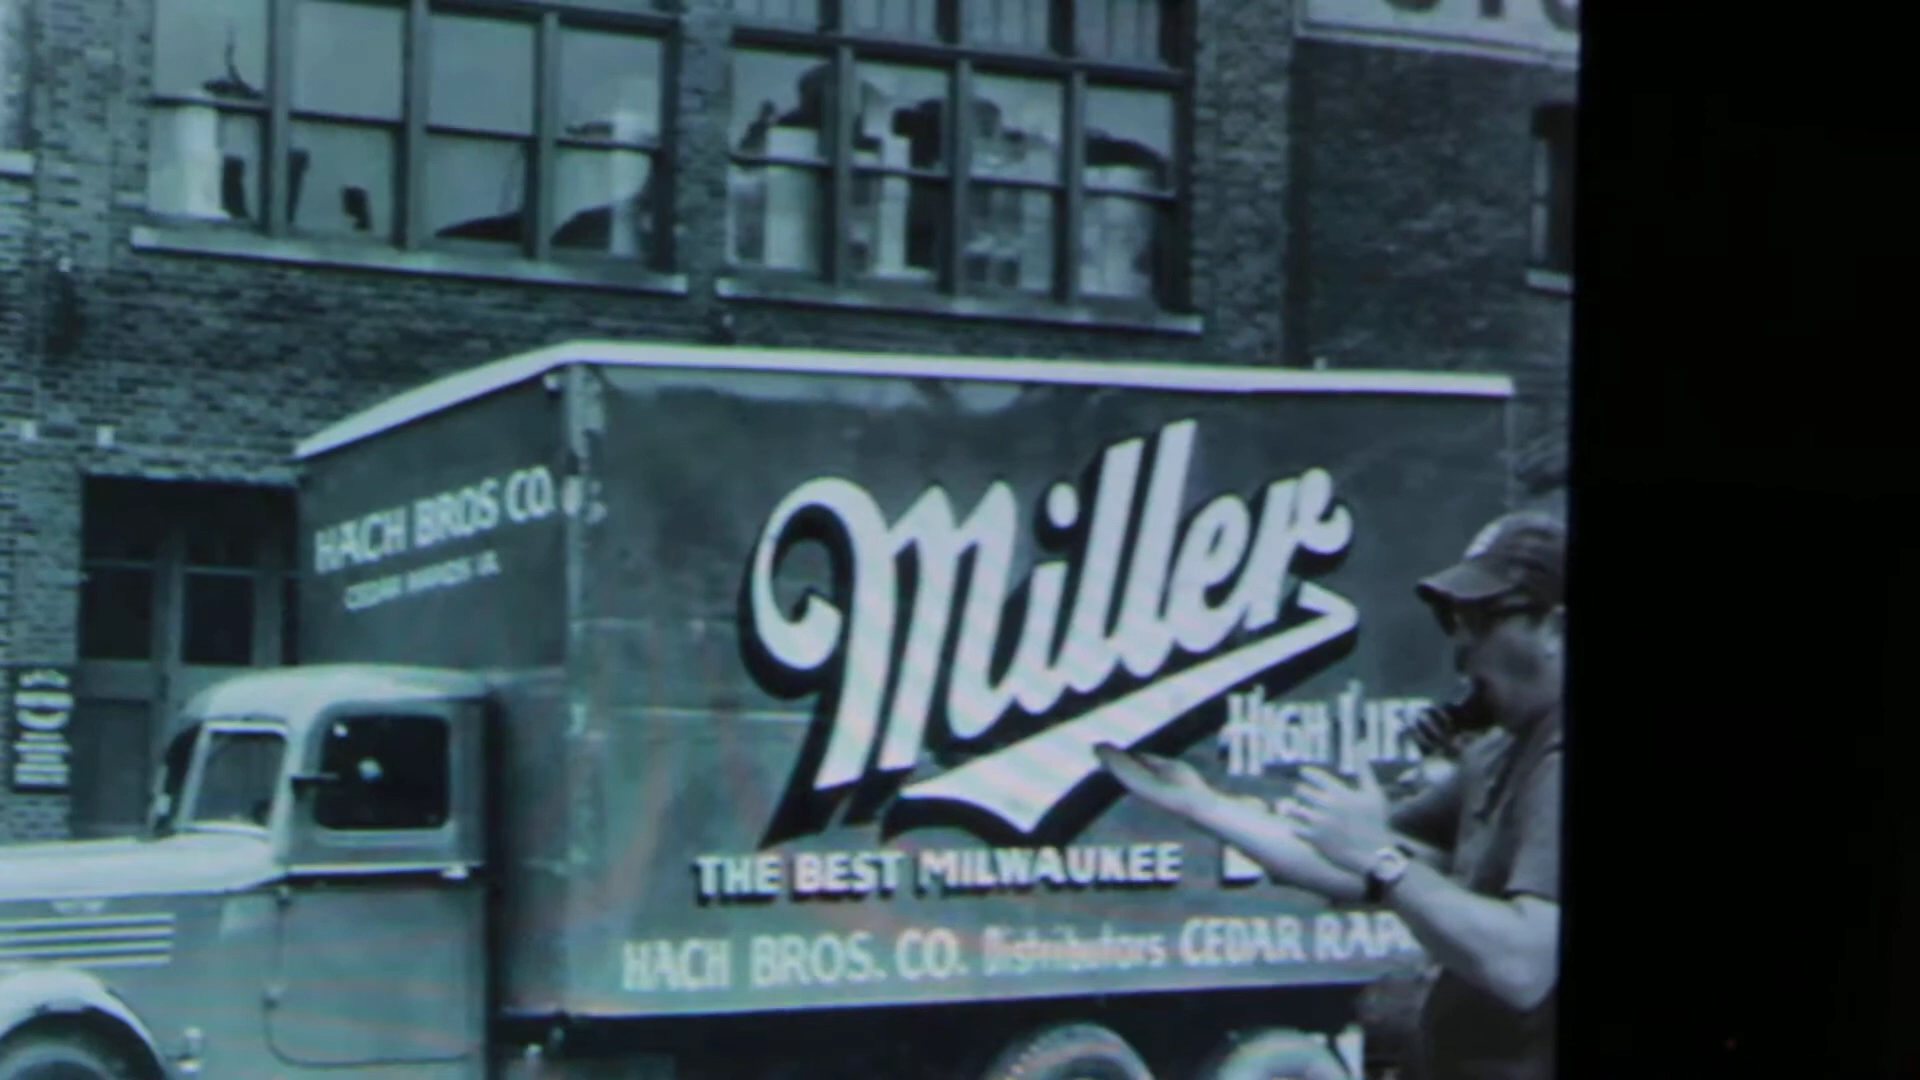 HACH BROS CO.
CEDAR RAPIDS IA.
Miller
HIGH LIFE
THE BEST MILWAUKEE
HACH BROS. CO. Distributors CEDAR RAP